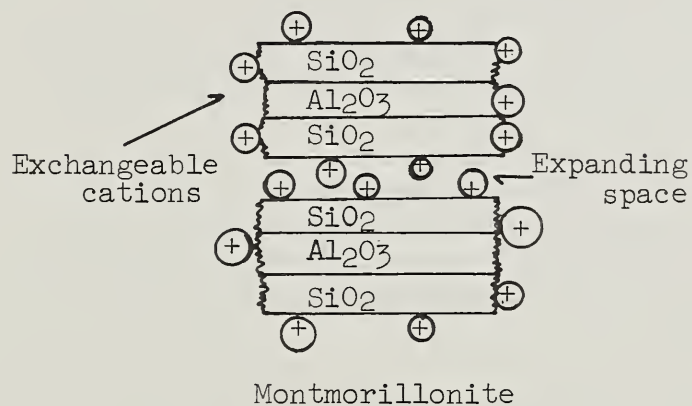 + +
+
SiO2
+
Al2O3
+
+
SiO2
Exchangeable
cations
+ +
+ + +
Expanding
space
SiO2
+
+
Al2O3
SiO2
+
+ +
Montmorillonite